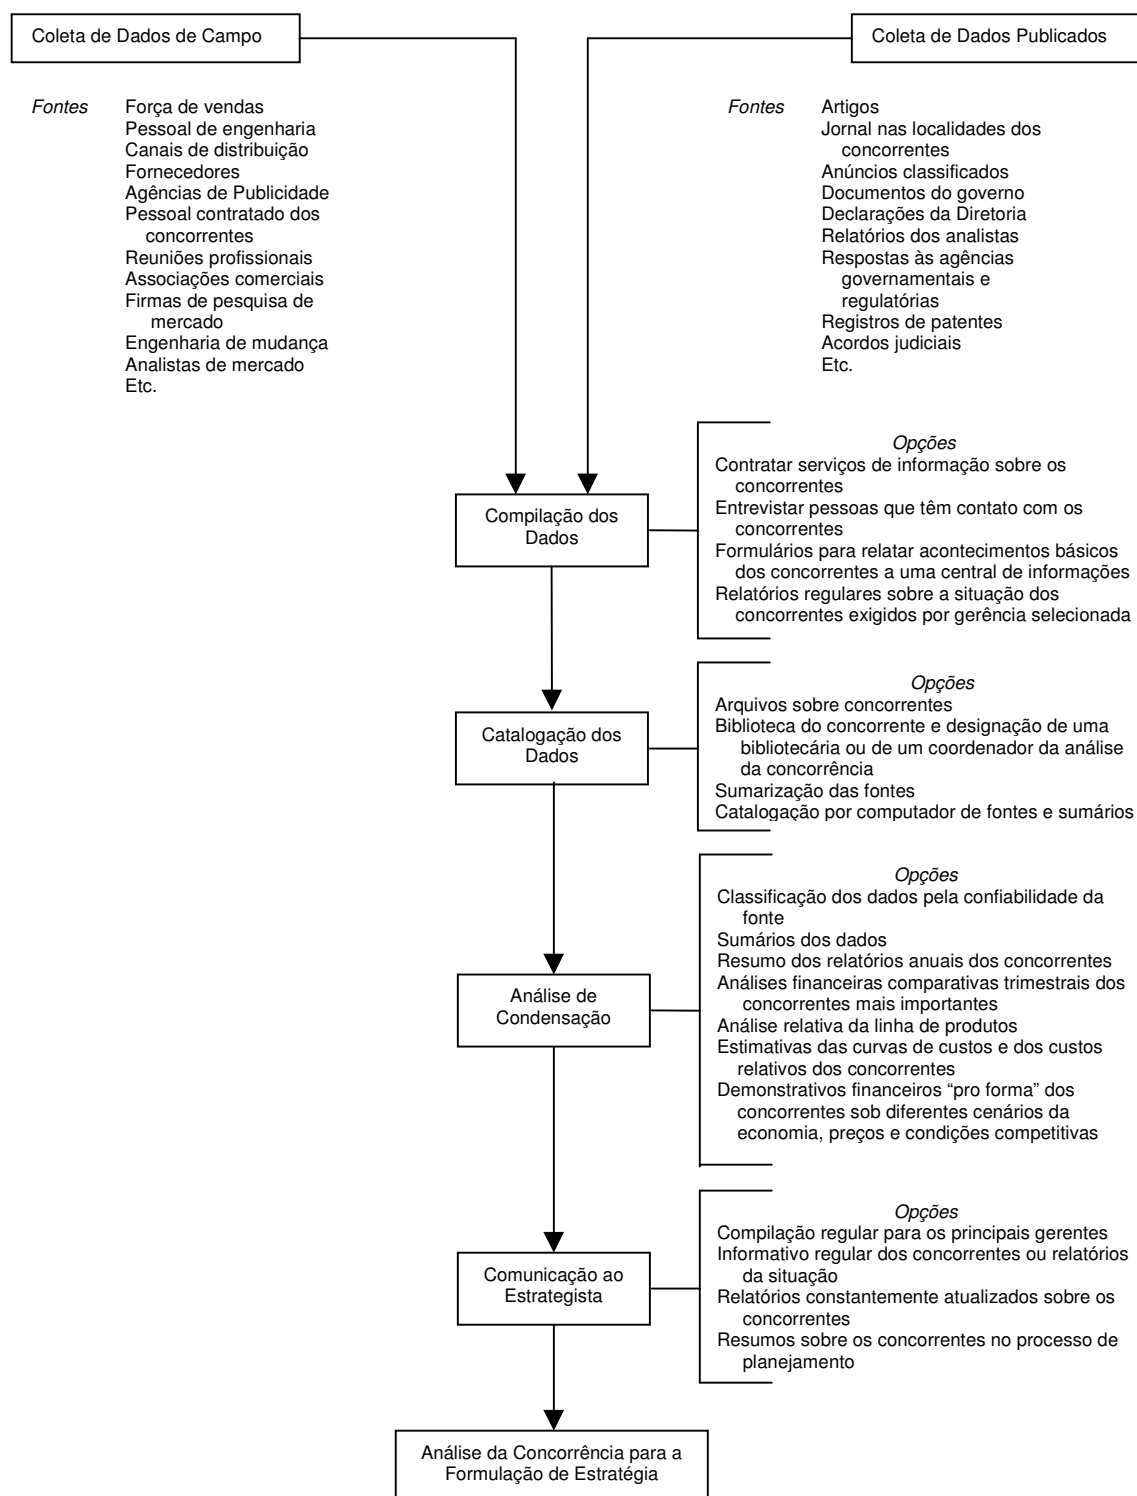 Coleta de Dados de Campo
Coleta de Dados Publicados
Fontes
Força de vendas
Pessoal de engenharia
Canais de distribuição
Fornecedores
Agências de Publicidade
Pessoal contratado dos
concorrentes
Reuniões profissionais
Associações comerciais
Firmas de pesquisa de
mercado
Engenharia de mudança
Analistas de mercado
Etc.
Fontes
Artigos
Jornal nas localidades dos
concorrentes
Anúncios classificados
Documentos do governo
Declarações da Diretoria
Relatórios dos analistas
Respostas às agências
governamentais e
regulatórias
Registros de patentes
Acordos judiciais
Etc.
Compilação dos
Dados
Opções
Contratar serviços de informação sobre os
concorrentes
Entrevistar pessoas que têm contato com os
concorrentes
Formulários para relatar acontecimentos básicos
dos concorrentes a uma central de informações
Relatórios regulares sobre a situação dos
concorrentes exigidos por gerência selecionada
Catalogação dos
Dados
Opções
Arquivos sobre concorrentes
Biblioteca do concorrente e designação de uma
bibliotecária ou de um coordenador da análise
da concorrência
Sumarização das fontes
Catalogação por computador de fontes e sumários
Análise de
Condensação
Opções
Classificação dos dados pela confiabilidade da
fonte
Sumários dos dados
Resumo dos relatórios anuais dos concorrentes
Análises financeiras comparativas trimestrais dos
concorrentes mais importantes
Análise relativa da linha de produtos
Estimativas das curvas de custos e dos custos
relativos dos concorrentes
Demonstrativos financeiros “pro forma” dos
concorrentes sob diferentes cenários da
economia, preços e condições competitivas
Comunicação ao
Estrategista
Opções
Compilação regular para os principais gerentes
Informativo regular dos concorrentes ou relatórios
da situação
Relatórios constantemente atualizados sobre os
concorrentes
Resumos sobre os concorrentes no processo de
planejamento
Análise da Concorrência para a
Formulação de Estratégia